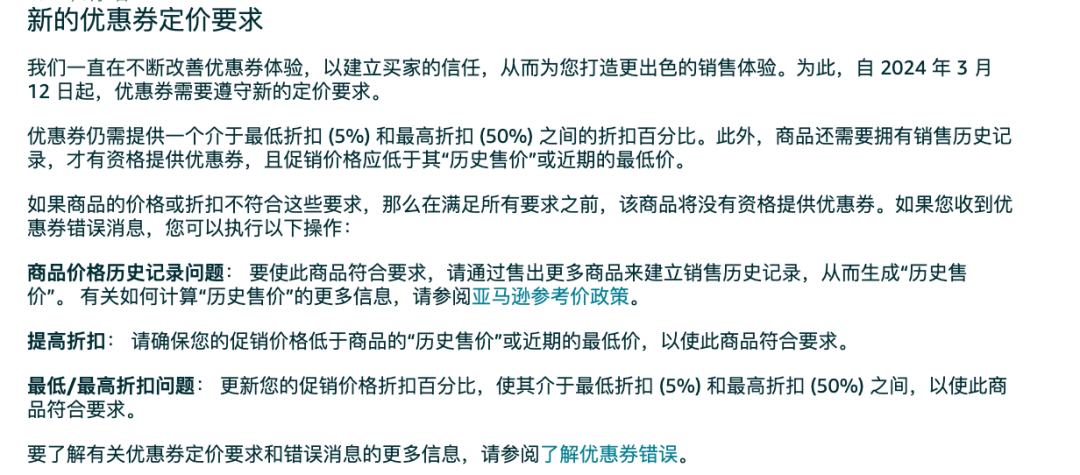 新的优惠券定价要求
我们一直在不断改善优惠券体验，以建立买家的信任，从而为您打造更出色的销售体验。为此，自 2024 年 3 月
12 日起，优惠券需要遵守新的定价要求。
优惠券仍需提供一个介于最低折扣 (5%) 和最高折扣 (50%) 之间的折扣百分比。此外，商品还需要拥有销售历史记
录，才有资格提供优惠券，且促销价格应低于其“历史售价”或近期的最低价。
如果商品的价格或折扣不符合这些要求，那么在满足所有要求之前，该商品将没有资格提供优惠券。如果您收到优
惠券错误消息，您可以执行以下操作：
商品价格历史记录问题： 要使此商品符合要求，请通过售出更多商品来建立销售历史记录，从而生成“历史售
价”。 有关如何计算“历史售价”的更多信息，请参阅亚马逊参考价政策。
提高折扣： 请确保您的促销价格低于商品的“历史售价”或近期的最低价，以使此商品符合要求。
最低/最高折扣问题： 更新您的促销价格折扣百分比，使其介于最低折扣 (5%) 和最高折扣 (50%) 之间，以使此商
品符合要求。
要了解有关优惠券定价要求和错误消息的更多信息，请参阅了解优惠券错误。